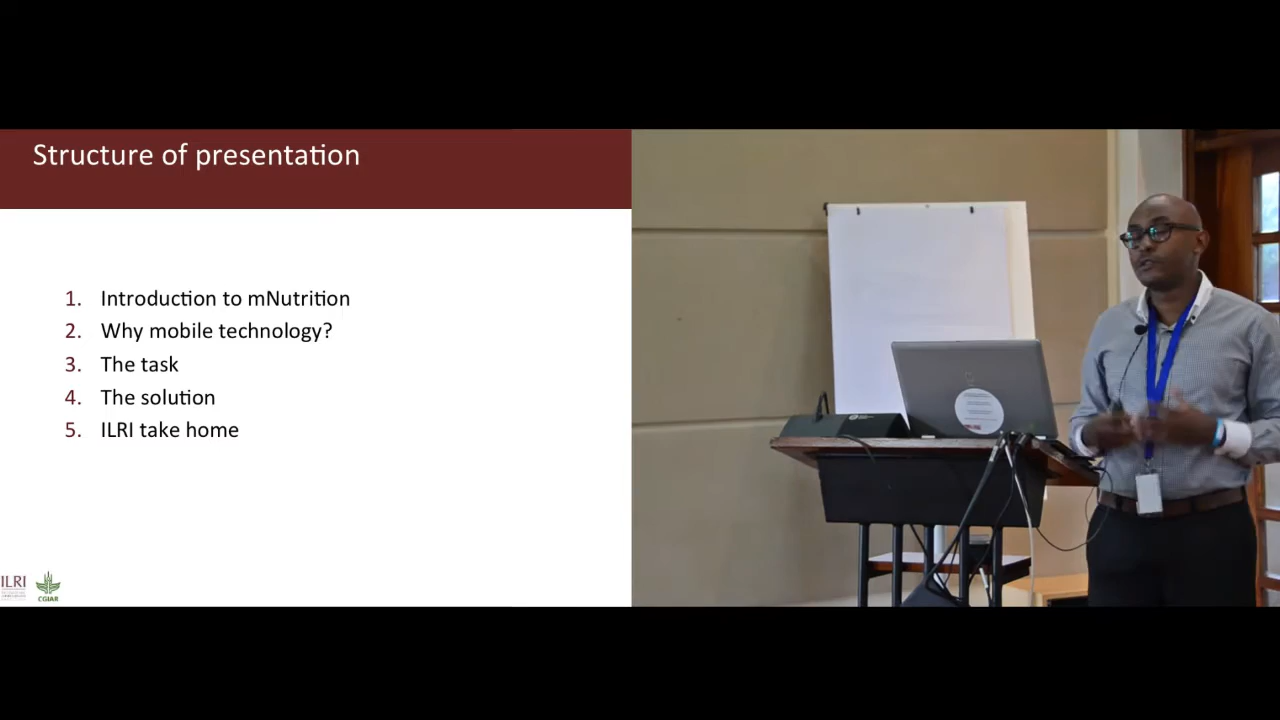 Structure of presentation
1. Introduction to mNutrition
2. Why mobile technology?
3. The task
4. The solution
5. ILRI take home
ILRI
CGIAR